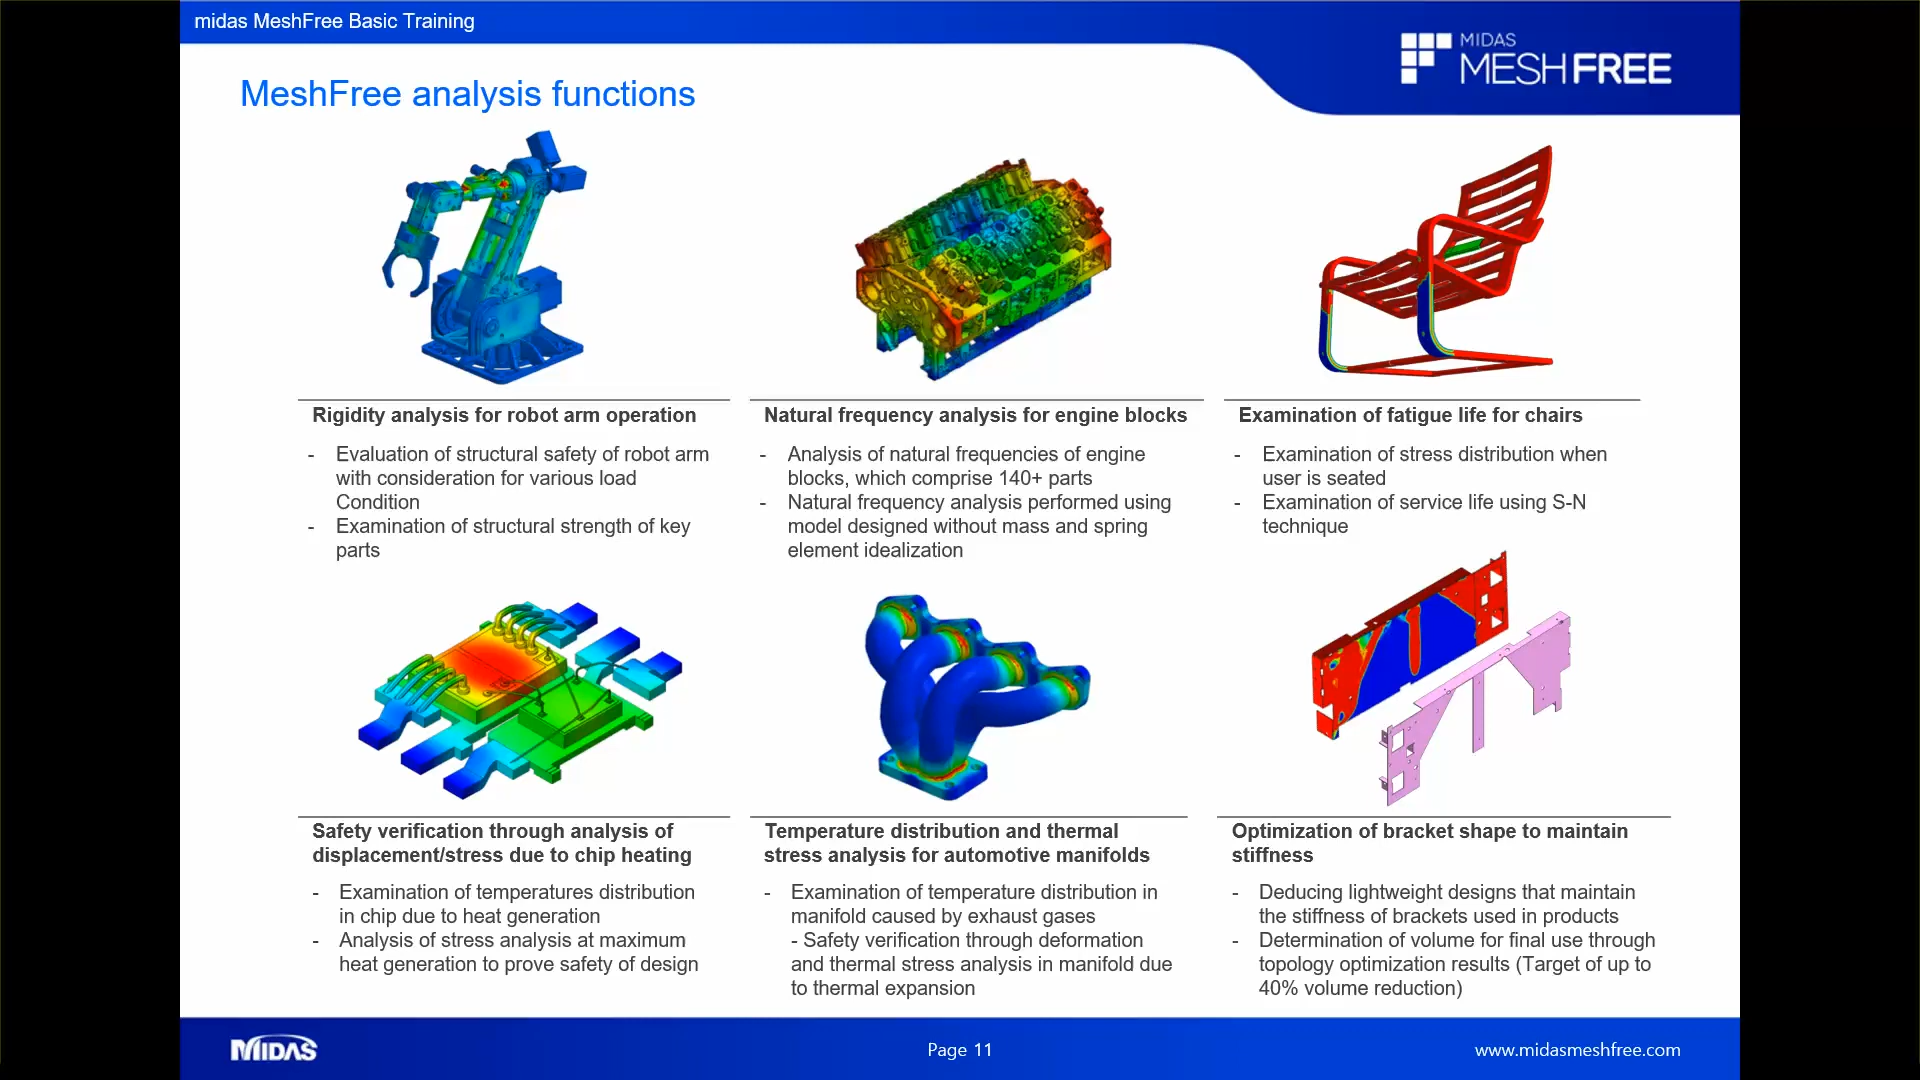 midas MeshFree Basic Training
MIDAS
MESHFREE
MeshFree analysis functions
Rigidity analysis for robot arm operation
- Evaluation of structural safety of robot arm
with consideration for various load
Condition
- Examination of structural strength of key
parts
Natural frequency analysis for engine blocks
- Analysis of natural frequencies of engine
blocks, which comprise 140+ parts
- Natural frequency analysis performed using
model designed without mass and spring
element idealization
Examination of fatigue life for chairs
- Examination of stress distribution when
user is seated
- Examination of service life using S-N
technique
Safety verification through analysis of
displacement/stress due to chip heating
- Examination of temperatures distribution
in chip due to heat generation
- Analysis of stress analysis at maximum
heat generation to prove safety of design
Temperature distribution and thermal
stress analysis for automotive manifolds
- Examination of temperature distribution in
manifold caused by exhaust gases
- Safety verification through deformation
and thermal stress analysis in manifold due
to thermal expansion
Optimization of bracket shape to maintain
stiffness
- Deducing lightweight designs that maintain
the stiffness of brackets used in products
- Determination of volume for final use through
topology optimization results (Target of up to
40% volume reduction)
MIDAS
Page 11
www.midasmeshfree.com